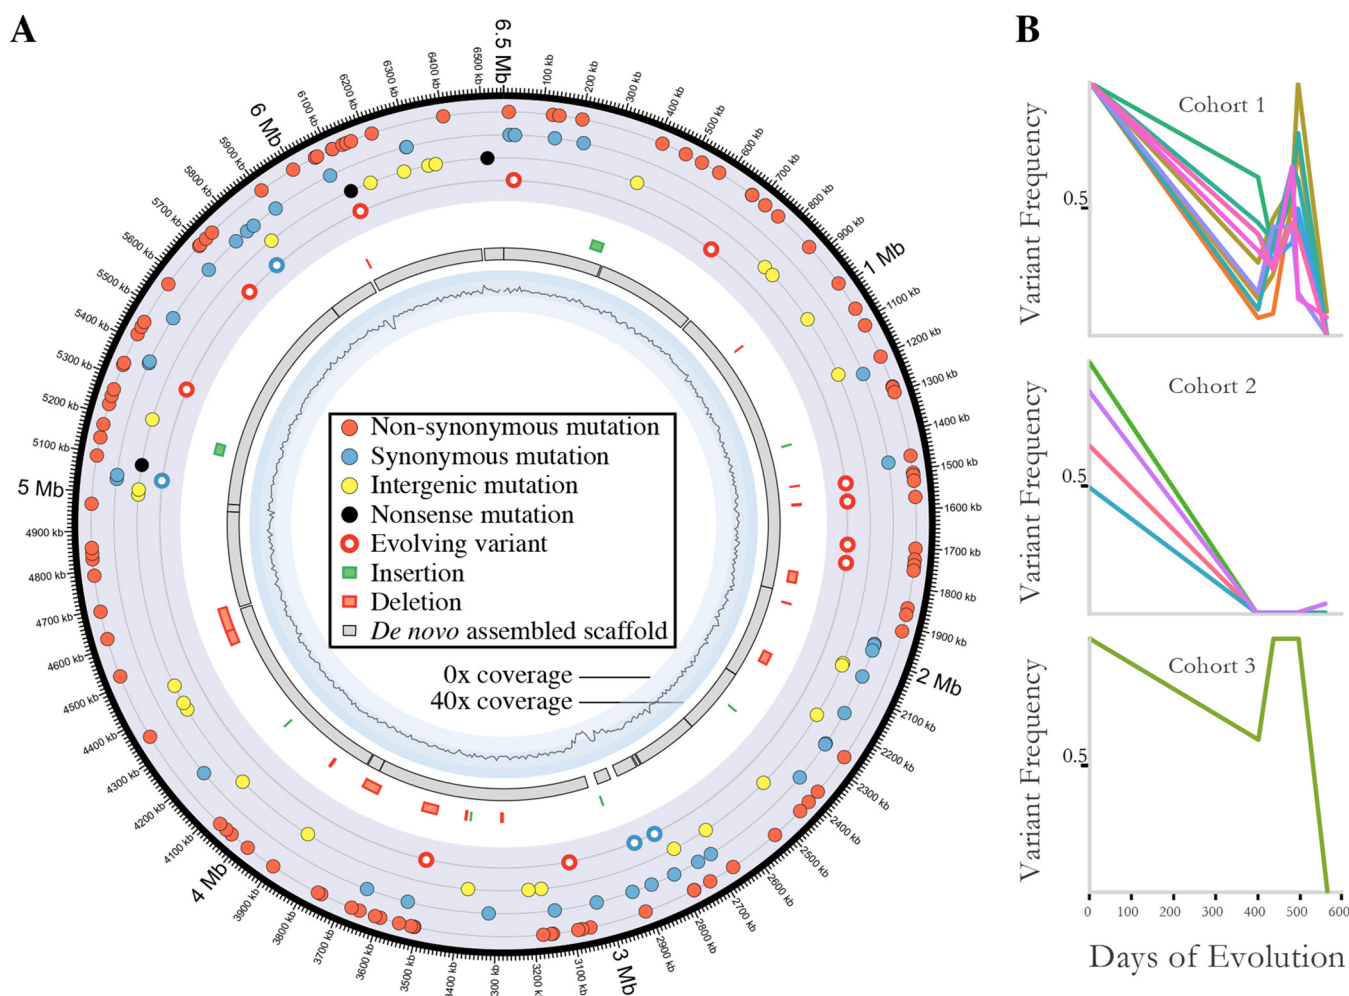 A
6.5 Mb
100 kb
200 kb
300 kb
400 kb
500 kb
600 kb
700 kb
800 kb
900 kb
1 Mb
1100 kb
1200 kb
1300 kb
1400 kb
1500 kb
1600 kb
1700 kb
1800 kb
1900 kb
2 Mb
2100 kb
2200 kb
2300 kb
2400 kb
2500 kb
2600 kb
2700 kb
2800 kb
2900 kb
3 Mb
3100 kb
3200 kb
300 kb
3400 kb
3500 kb
3600 kb
3700 kb
3800 kb
3900 kb
4 Mb
4100 kb
4200 kb
4300 kb
4400 kb
4500 kb
4600 kb
4700 kb
4800 kb
4900 kb
5 Mb
5100 kb
5200 kb
5300 kb
5400 kb
5500 kb
5600 kb
5700 kb
5800 kb
5900 kb
6 Mb
6100 kb
6200 kb
6300 kb
6400 kb
6500 kb
Non-synonymous mutation
Synonymous mutation
Intergenic mutation
Nonsense mutation
Evolving variant
Insertion
Deletion
De novo assembled scaffold
0x coverage
40x coverage
B
Cohort 1
Variant Frequency
0.5
Cohort 2
Variant Frequency
0.5
Cohort 3
Variant Frequency
0.5
0 100 200 300 400 500 600
Days of Evolution